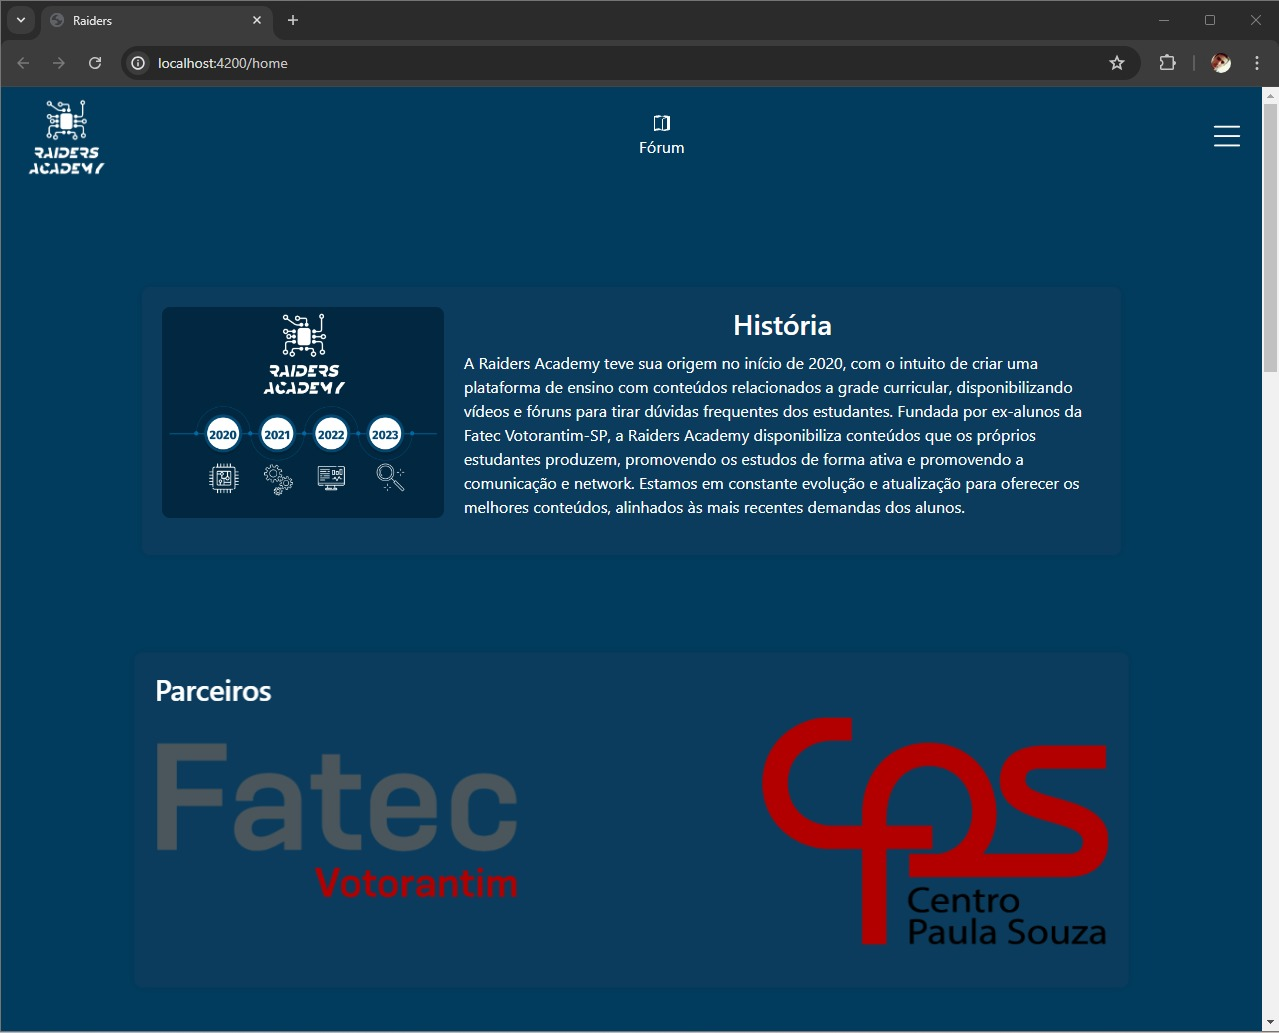 Raiders
localhost:4200/home
RAIDERS
ACADEMY
Fórum
RAIDERS
ACADEMY
2020 2021 2022 2023
História
A Raiders Academy teve sua origem no início de 2020, com o intuito de criar uma
plataforma de ensino com conteúdos relacionados a grade curricular, disponibilizando
vídeos e fóruns para tirar dúvidas frequentes dos estudantes. Fundada por ex-alunos da
Fatec Votorantim-SP, a Raiders Academy disponibiliza conteúdos que os próprios
estudantes produzem, promovendo os estudos de forma ativa e promovendo a
comunicação e network. Estamos em constante evolução e atualização para oferecer os
melhores conteúdos, alinhados às mais recentes demandas dos alunos.
Parceiros
Fatec
Votorantim
cps
Centro
Paula Souza